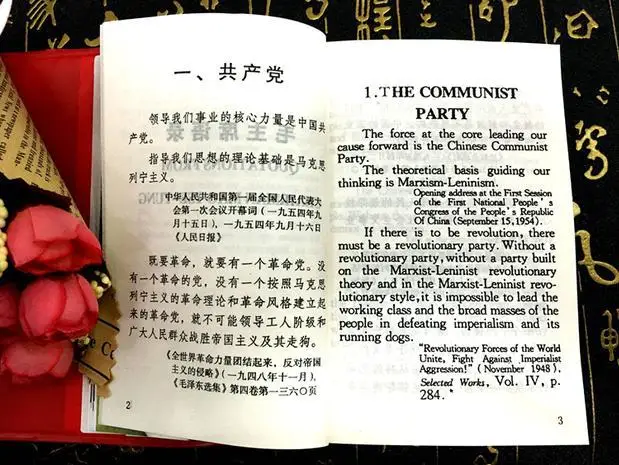 一、共产党
领导我们事业的核心力量是中国共
产党。
指导我们思想的理论基础是马克思
列宁主义。
中华人民共和国第一届全国人民代表大
会第一次会议开幕词(一九五四年九
月十五日),一九五四年九月十六日
《人民日报》
既要革命,就要有一个革命党。没
有一个革命的党,没有一个按照马克思
列宁主义的革命理论和革命风格建立起
来的革命党,就不可能领导工人阶级和
广大人民群众战胜帝国主义及其走狗。
《全世界革命力量团结起来,反对帝国
主义的侵略》(一九四八年十一月),
《毛泽东选集》第四卷第一三六〇页
2
1.THE COMMUNIST
PARTY
The force at the core leading our
cause forward is the Chinese Communist
Party.
The theoretical basis guiding our
thinking is Marxism-Leninism.
Opening address at the First Session
of the First National People's
Congress of the People's Republic
Of China (September 15,1954).
If there is to be revolution, there
must be a revolutionary party. Without a
revolutionary party, without a party built
on the Marxist-Leninist revolutionary
theory and in the Marxist-Leninist revo-
lutionary style, it is impossible to lead the
working class and the broad masses of the
people in defeating imperialism and its
running dogs.
"Revolutionary Forces of the World
Unite, Fight Against Imperialist
Aggression!" (November 1948),
Selected Works, Vol. IV, p.
284. *
3